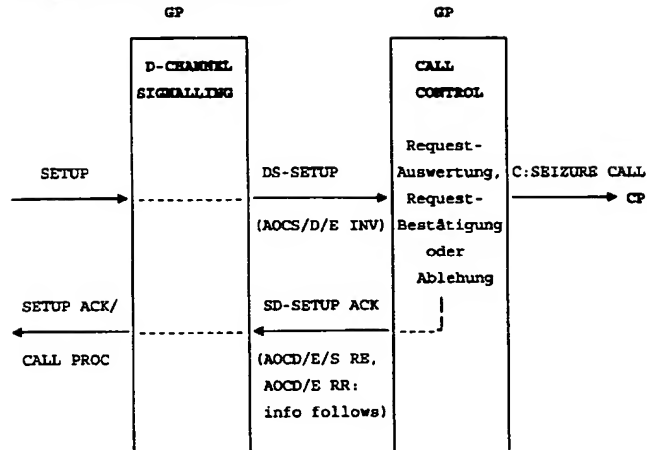 GP GP
D-CHANNEL
SIGNALLING
CALL
CONTROL
Request-
Auswertung,
Request-
Bestätigung
oder
Ablehung
SETUP
DS-SETUP
(AOCS/D/E INV)
C:SEIZURE CALL
CP
SETUP ACK/
CALL PROC
SD-SETUP ACK
(AOCD/E/S RE,
AOCD/E RR:
info follows)